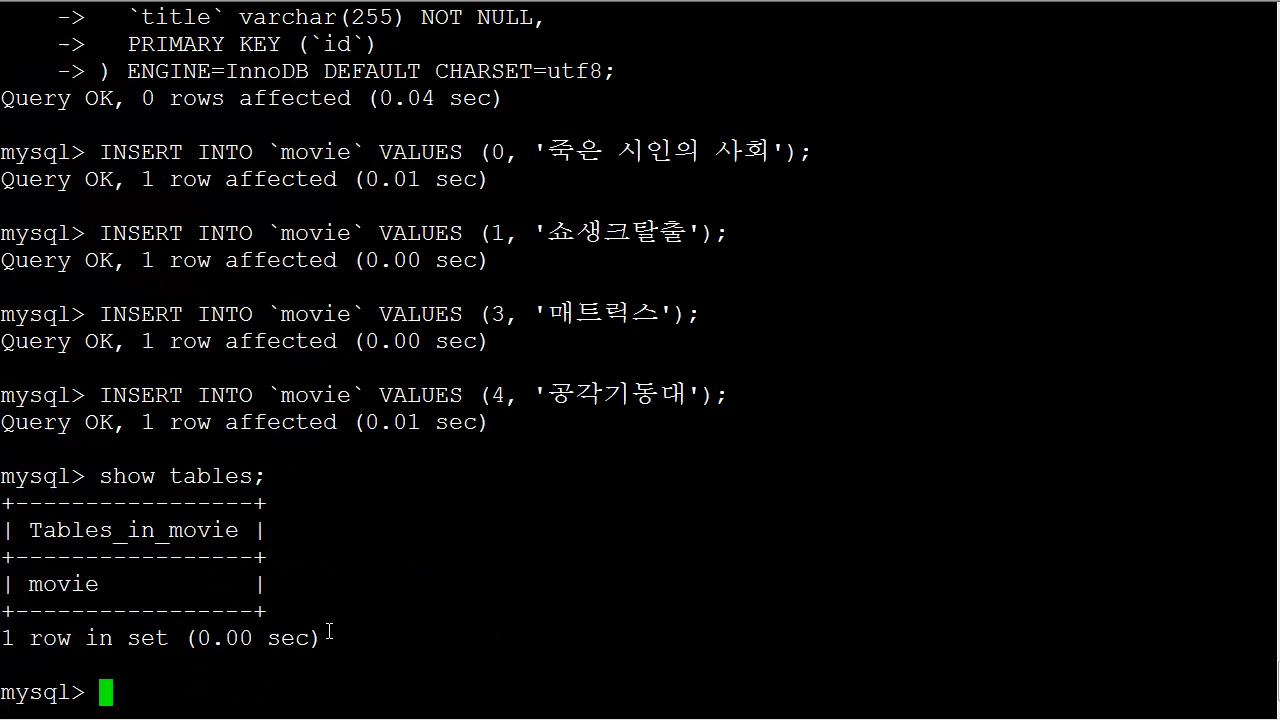 -> `title` varchar(255) NOT NULL,
-> PRIMARY KEY (`id`)
-> ) ENGINE=InnoDB DEFAULT CHARSET=utf8;
Query OK, 0 rows affected (0.04 sec)
mysql> INSERT INTO `movie` VALUES (0, '죽은 시인의 사회');
Query OK, 1 row affected (0.01 sec)
mysql> INSERT INTO `movie` VALUES (1, '쇼생크탈출');
Query OK, 1 row affected (0.00 sec)
mysql> INSERT INTO `movie` VALUES (3, '매트릭스');
Query OK, 1 row affected (0.00 sec)
mysql> INSERT INTO `movie` VALUES (4, '공각기동대');
Query OK, 1 row affected (0.01 sec)
mysql> show tables;
+-----------------+
| Tables_in_movie |
+-----------------+
| movie           |
+-----------------+
1 row in set (0.00 sec)
mysql>